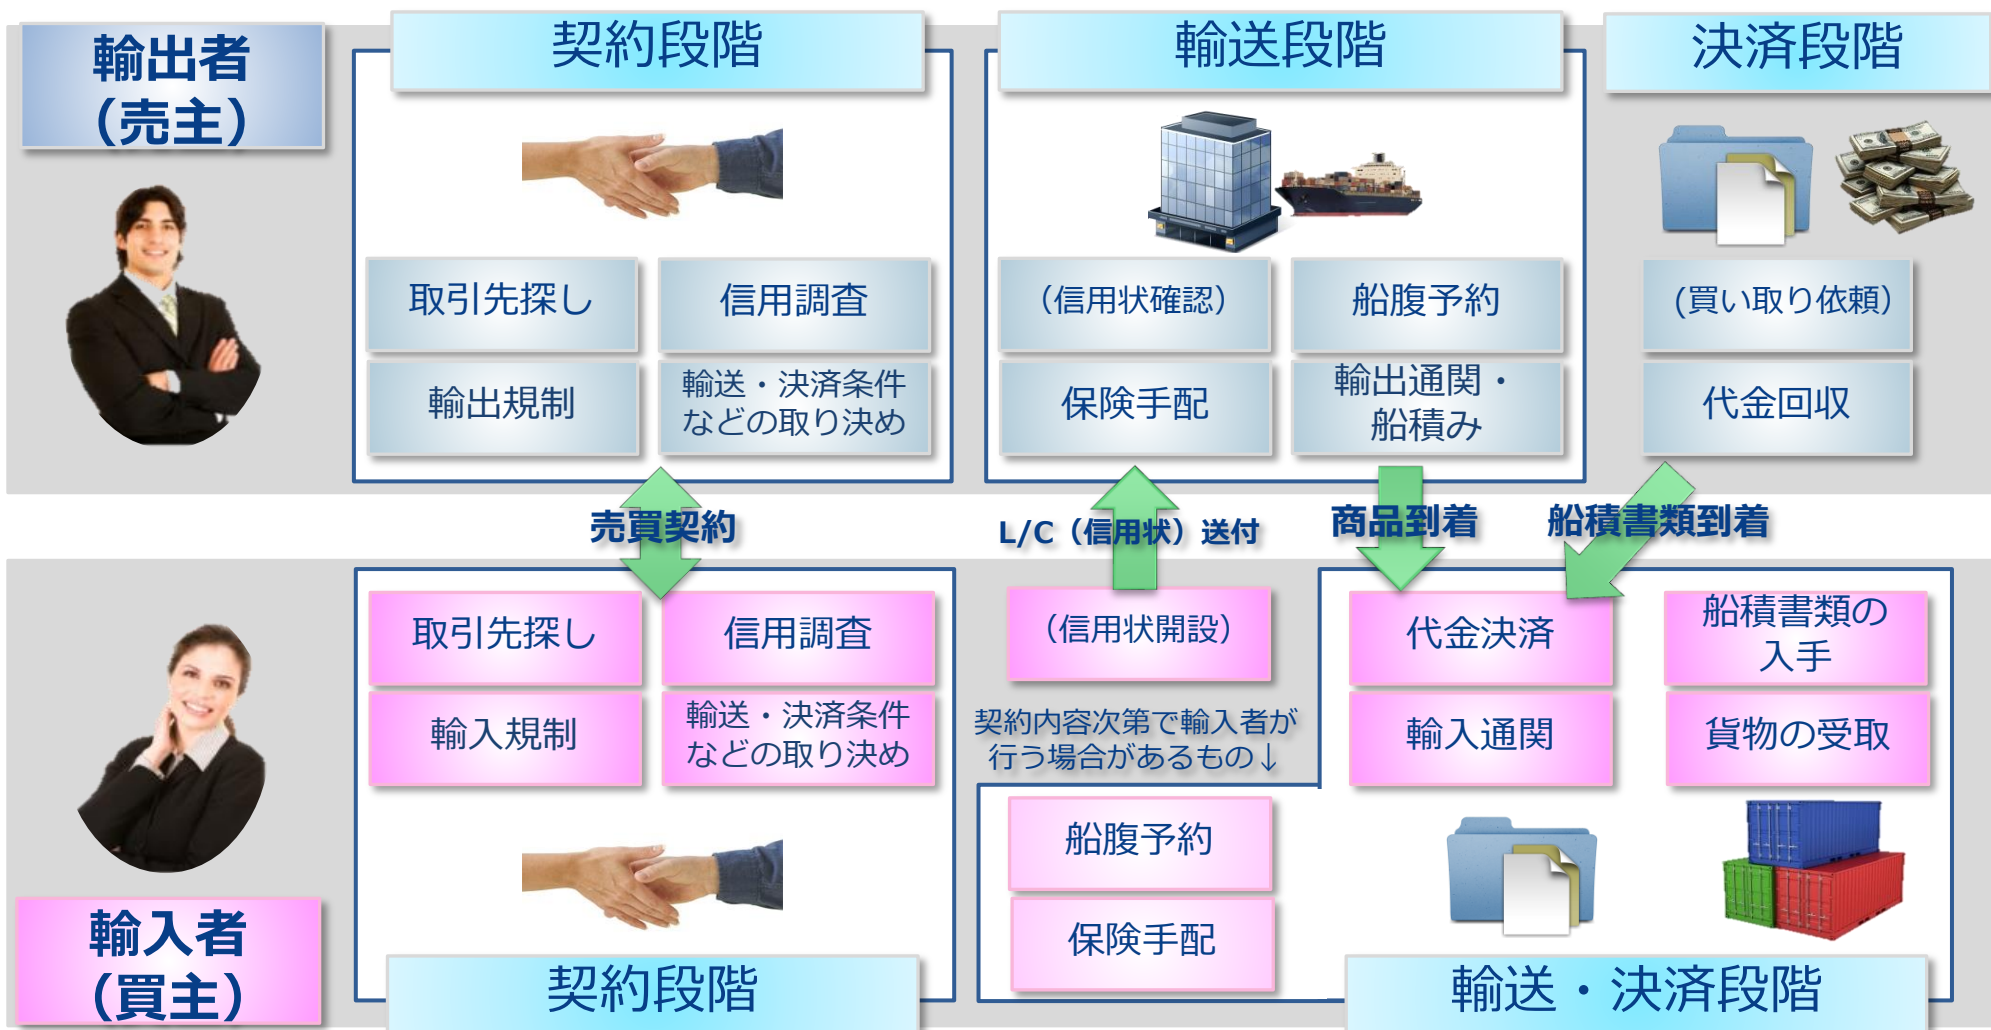 輸出者
（売主）
契約段階
輸送段階
決済段階
取引先探し
信用調査
輸出規制
輸送・決済条件
などの取り決め
（信用状確認）
船腹予約
保険手配
輸出通関・
船積み
(買い取り依頼）
代金回収
売買契約
L/C（信用状）送付
商品到着
船積書類到着
取引先探し
信用調査
輸入規制
輸送・決済条件
などの取り決め
（信用状開設）
契約内容次第で輸入者が
行う場合があるもの↓
船腹予約
保険手配
代金決済
船積書類の
入手
輸入通関
貨物の受取
輸入者
（買主）
契約段階
輸送・決済段階